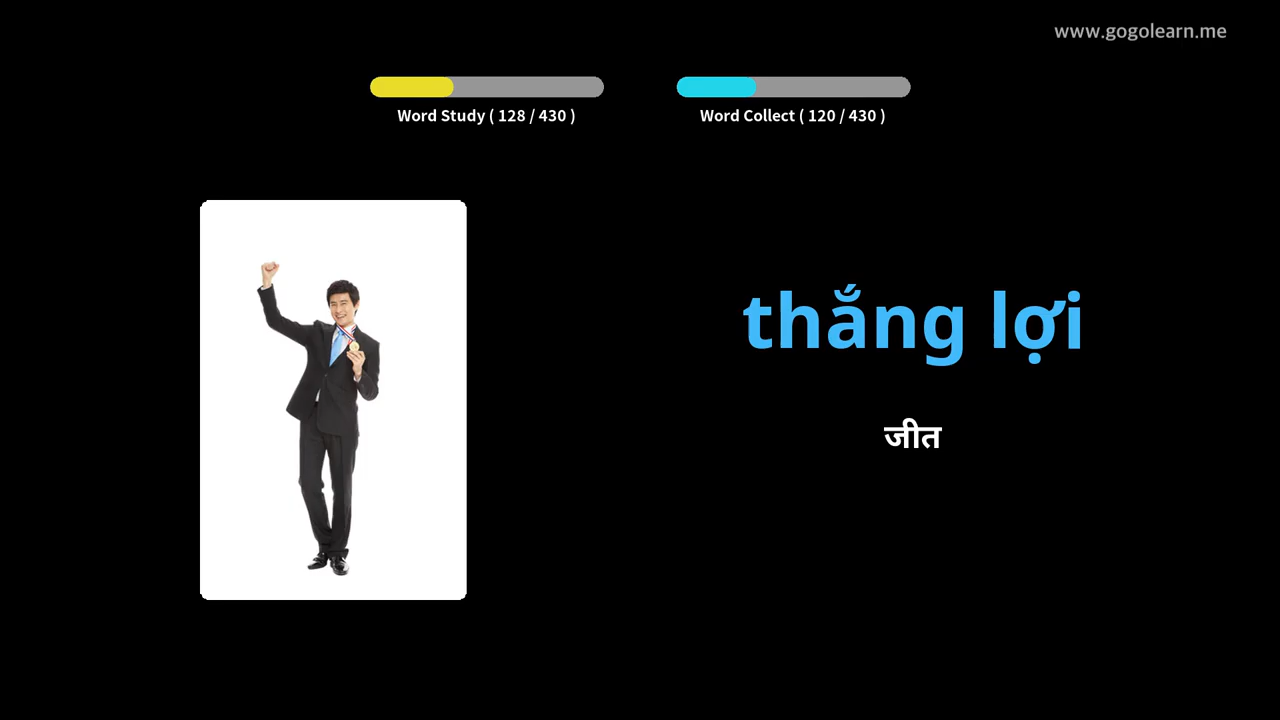 www.gogolearn.me
Word Study ( 128 / 430 )
Word Collect ( 120 / 430 )
thắng lợi
जीत